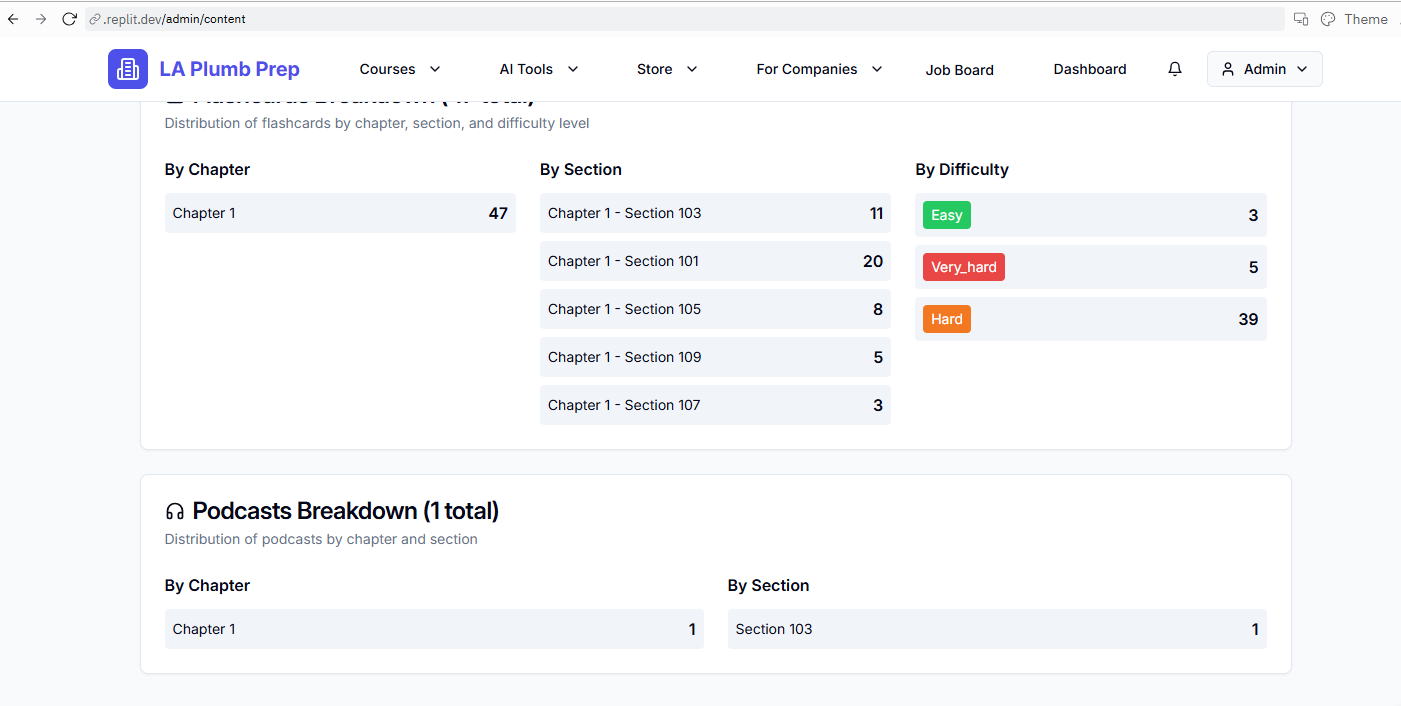 .replit.dev/admin/content
Theme
LA Plumb Prep
Courses
AI Tools
Store
For Companies
Job Board
Dashboard
Admin
Distribution of flashcards by chapter, section, and difficulty level
By Chapter
Chapter 1 47
By Section
Chapter 1 - Section 103 11
Chapter 1 - Section 101 20
Chapter 1 - Section 105 8
Chapter 1 - Section 109 5
Chapter 1 - Section 107 3
By Difficulty
Easy 3
Very_hard 5
Hard 39
Podcasts Breakdown (1 total)
Distribution of podcasts by chapter and section
By Chapter
Chapter 1 1
By Section
Section 103 1